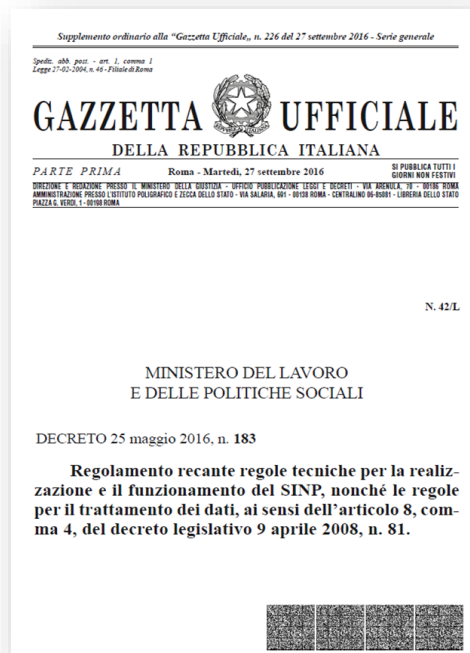 Supplemento ordinario alla "Gazzetta Ufficiale„ n. 226 del 27 settembre 2016 - Serie generale
Spediz. abb. post. - art. 1, comma 1
Legge 27-02-2004, n. 46 - Filiale di Roma
GAZZETTA UFFICIALE
DELLA REPUBBLICA ITALIANA
PARTE PRIMA
Roma - Martedì, 27 settembre 2016
SI PUBBLICA TUTTI I
GIORNI NON FESTIVI
DIREZIONE E REDAZIONE PRESSO IL MINISTERO DELLA GIUSTIZIA - UFFICIO PUBBLICAZIONE LEGGI E DECRETI - VIA ARENULA, 70 - 00186 ROMA
AMMINISTRAZIONE PRESSO L'ISTITUTO POLIGRAFICO E ZECCA DELLO STATO - VIA SALARIA, 691 - 00138 ROMA - CENTRALINO 06-85081 - LIBRERIA DELLO STATO
PIAZZA G. VERDI, 1 - 00198 ROMA
N. 42/L
MINISTERO DEL LAVORO
E DELLE POLITICHE SOCIALI
DECRETO 25 maggio 2016, n. 183
Regolamento recante regole tecniche per la realiz-
zazione e il funzionamento del SINP, nonché le regole
per il trattamento dei dati, ai sensi dell'articolo 8, com-
ma 4, del decreto legislativo 9 aprile 2008, n. 81.